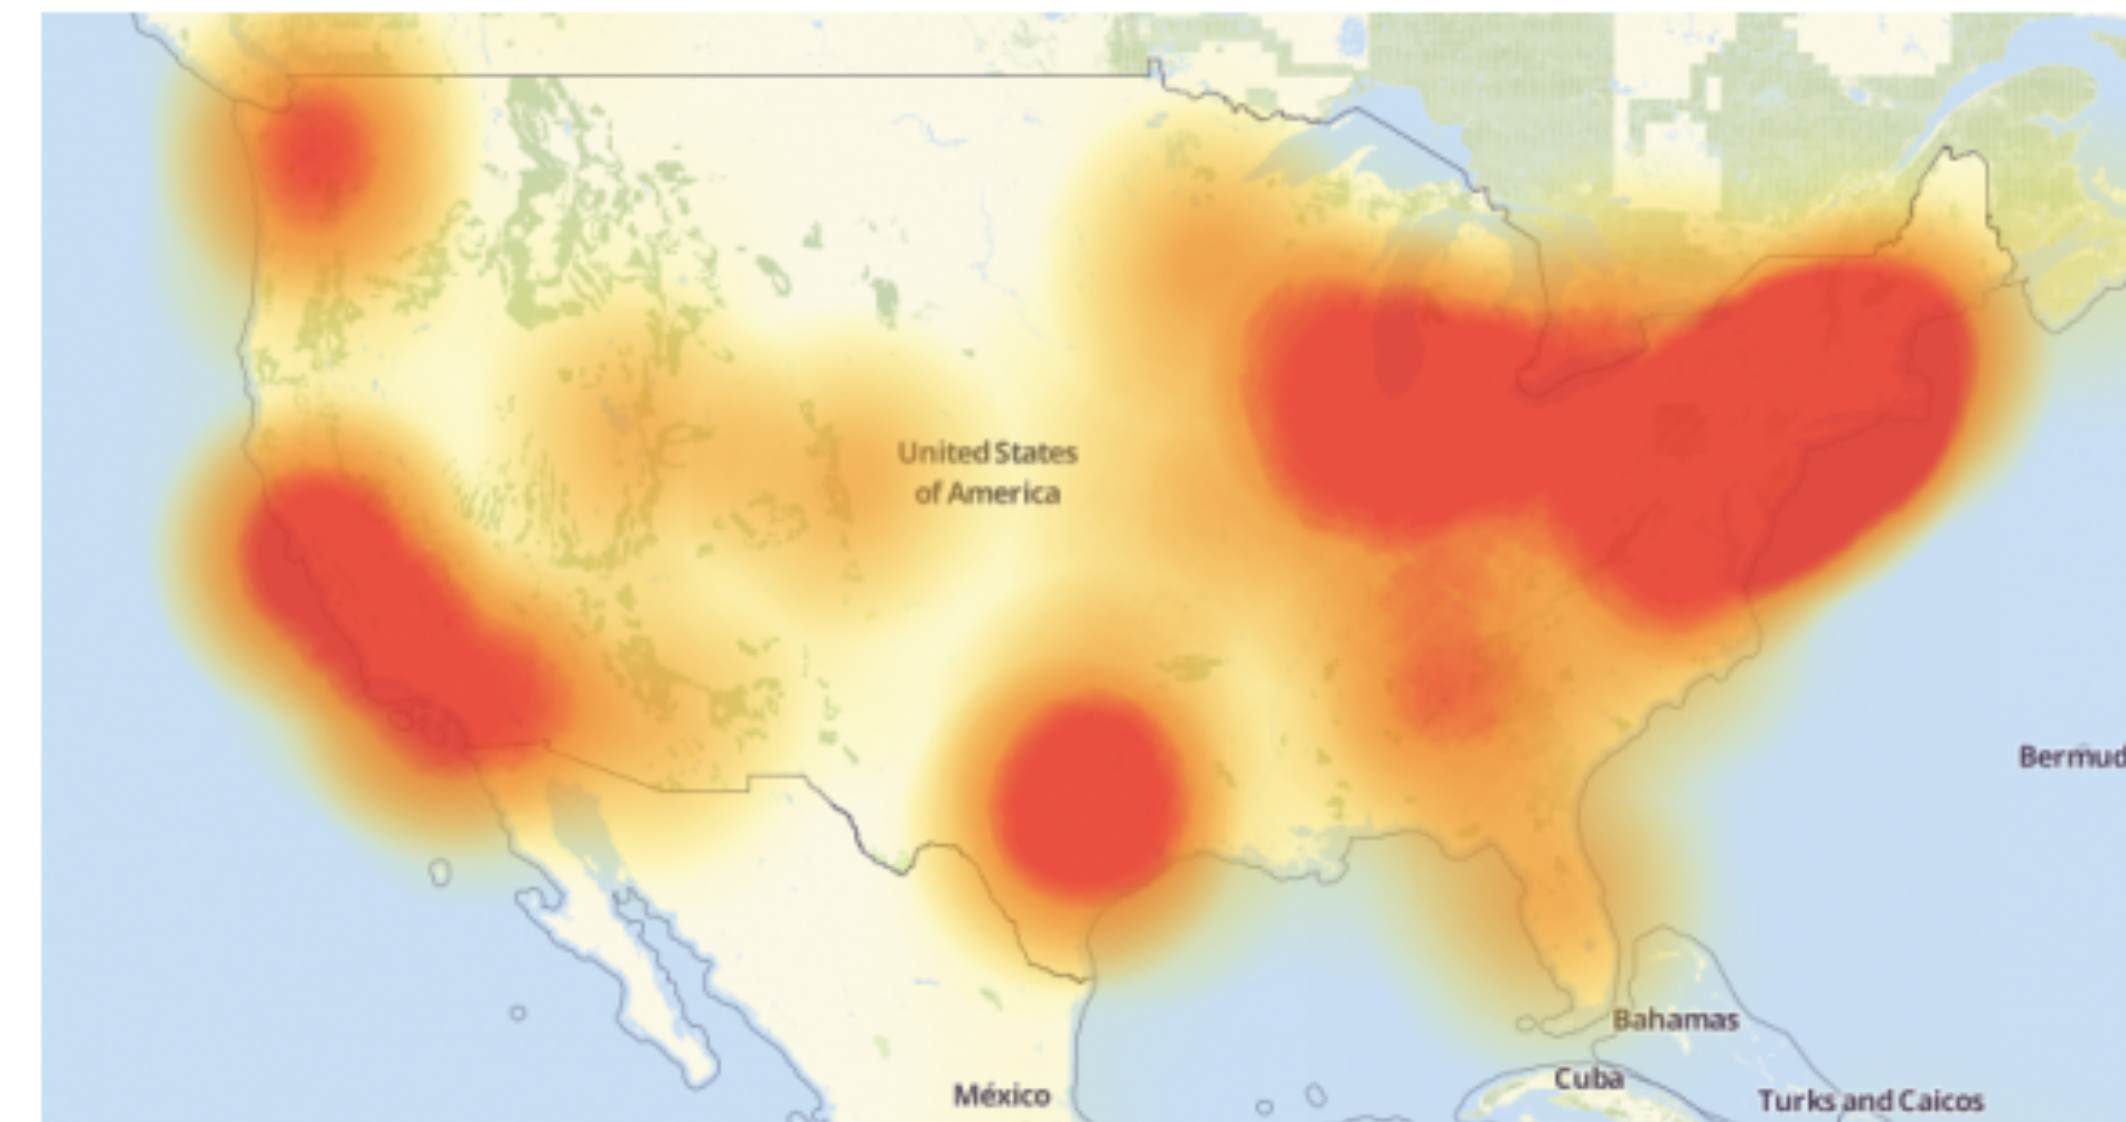 United States
of America
Bermud
Bahamas
Cuba
México
Turks and Caicos